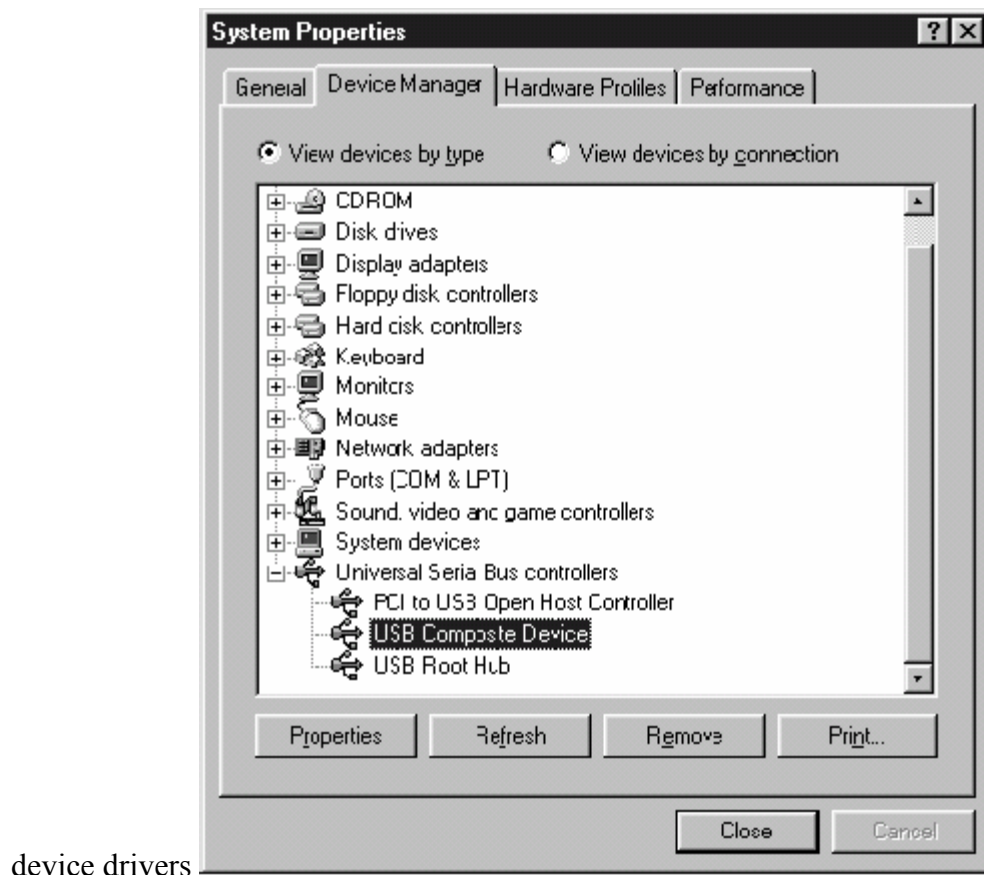 System Properties
General Device Manager Hardware Profiles Performance
View devices by type View devices by connection
CDROM
Disk drives
Display adapters
Floppy disk controllers
Hard disk controllers
Keyboard
Monitors
Mouse
Network adapters
Ports (COM & LPT)
Sound, video and game controllers
System devices
Universal Seria Bus controllers
PCI to USB Open Host Controller
USB Composte Device
USB Root Hub
Properties Refresh Remove Print...
Close Cancel
device drivers